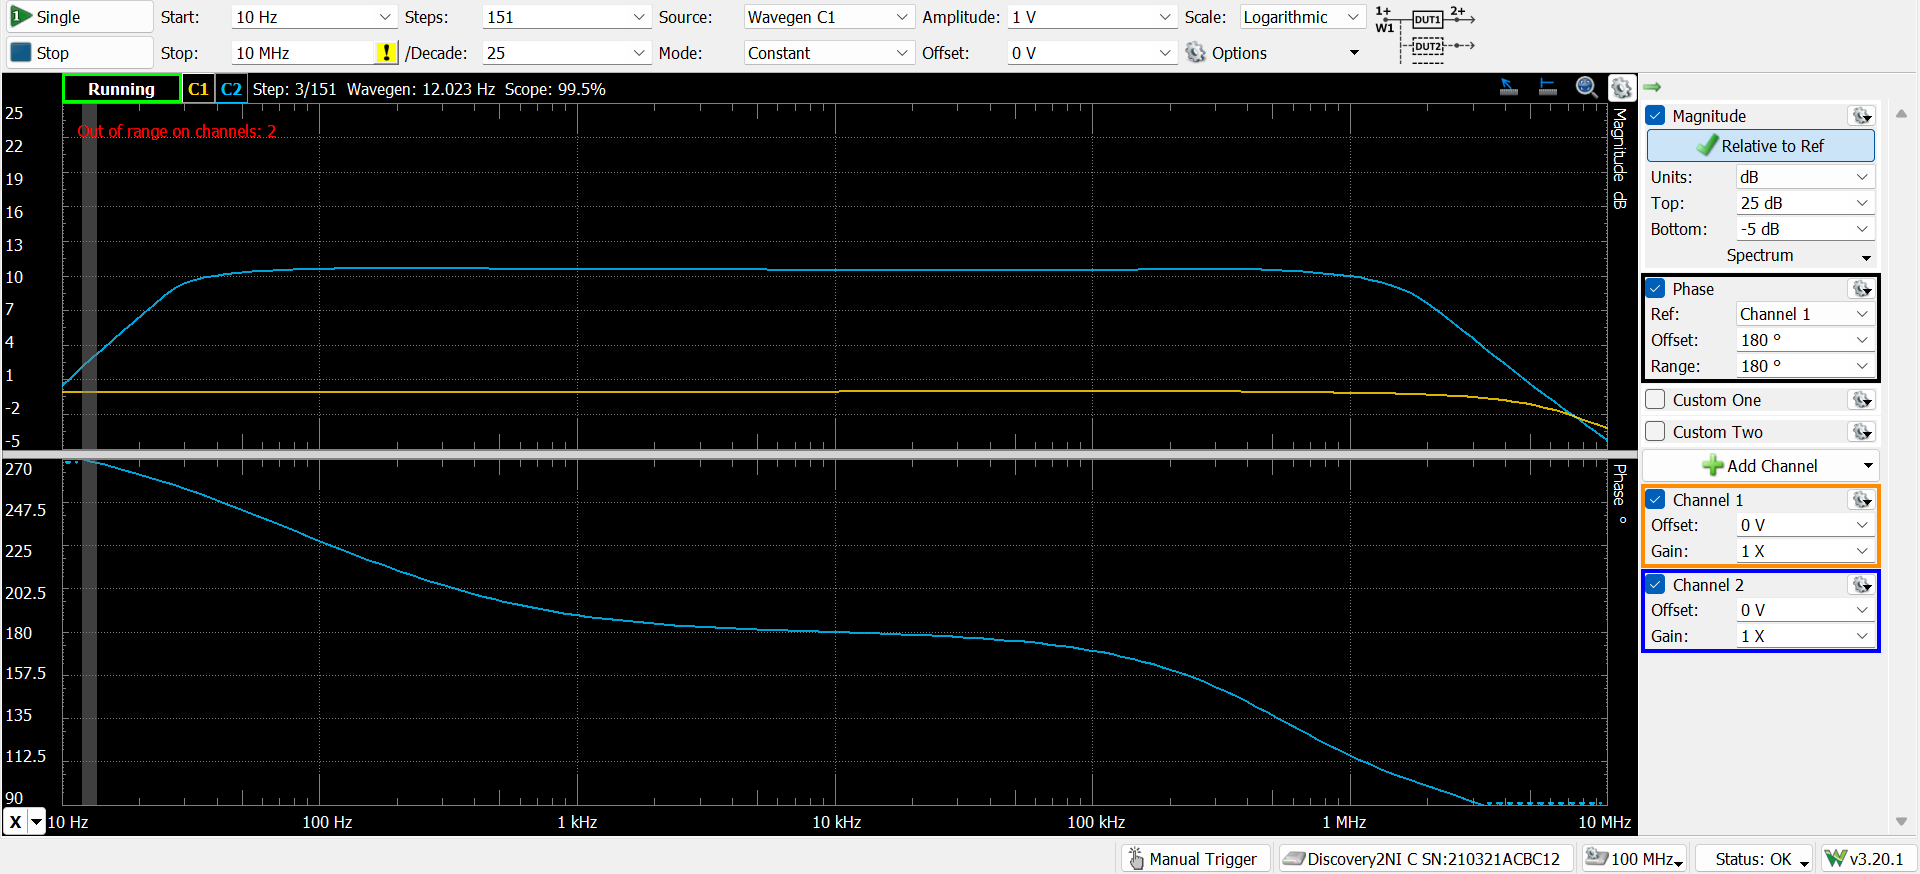 Single Start: 10 Hz Steps: 151 Source: Wavegen C1 Amplitude: 1 V Scale: Logarithmic 1+ DUT1 2+
W1
Stop Stop: 10 MHz ! /Decade: 25 Mode: Constant Offset: 0 V Options DUT2
Running C1 C2 Step: 3/151 Wavegen: 12.023 Hz Scope: 99.5%
Out of range on channels: 2
25
22
19
16
13
10
7
4
1
-2
-5
Magnitude dB
270
247.5
225
202.5
180
157.5
135
112.5
90
Phase °
X 10 Hz 100 Hz 1 kHz 10 kHz 100 kHz 1 MHz 10 MHz
Magnitude
Relative to Ref
Units: dB
Top: 25 dB
Bottom: -5 dB
Spectrum
Phase
Ref: Channel 1
Offset: 180 °
Range: 180 °
Custom One
Custom Two
Add Channel
Channel 1
Offset: 0 V
Gain: 1 X
Channel 2
Offset: 0 V
Gain: 1 X
Manual Trigger Discovery2NI C SN:210321ACBC12 100 MHz Status: OK W v3.20.1